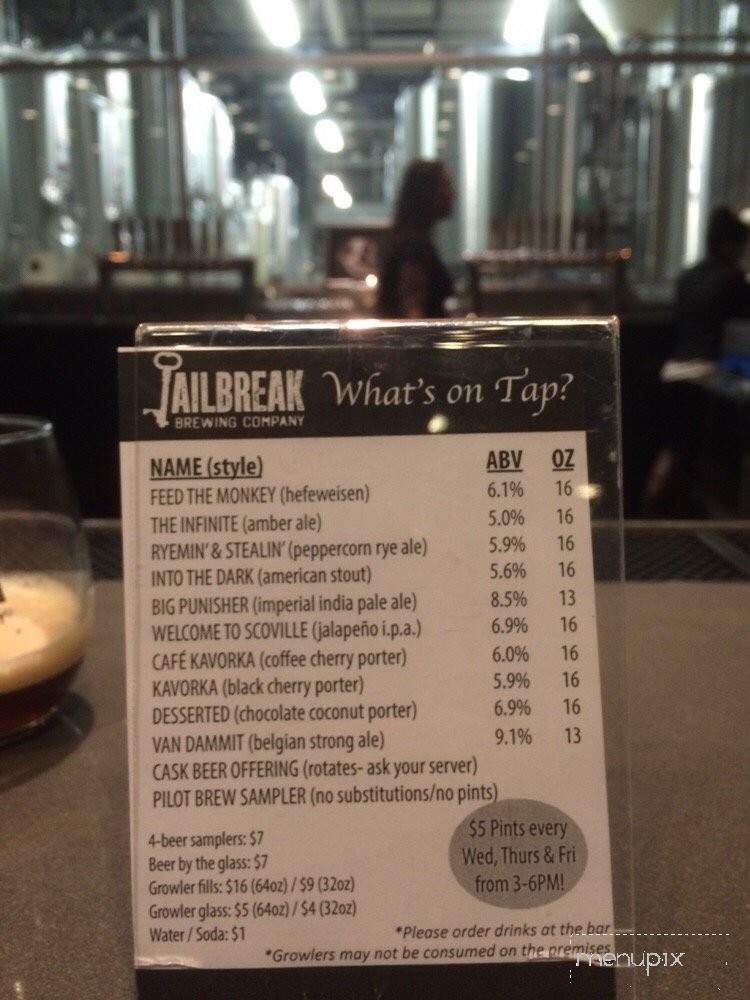 JAILBREAK What's on Tap?
BREWING COMPANY
NAME (style) ABV OZ
FEED THE MONKEY (hefeweisen) 6.1% 16
THE INFINITE (amber ale) 5.0% 16
RYEMIN' & STEALIN' (peppercorn rye ale) 5.9% 16
INTO THE DARK (american stout) 5.6% 16
BIG PUNISHER (imperial india pale ale) 8.5% 13
WELCOME TO SCOVILLE (jalapeño i.p.a.) 6.9% 16
CAFÉ KAVORKA (coffee cherry porter) 6.0% 16
KAVORKA (black cherry porter) 5.9% 16
DESSERTED (chocolate coconut porter) 6.9% 16
VAN DAMMIT (belgian strong ale) 9.1% 13
CASK BEER OFFERING (rotates- ask your server)
PILOT BREW SAMPLER (no substitutions/no pints)
4-beer samplers: $7
Beer by the glass: $7
Growler fills: $16 (64oz) / $9 (32oz)
Growler glass: $5 (64oz) / $4 (32oz)
Water / Soda: $1
$5 Pints every
Wed, Thurs & Fri
from 3-6PM!
*Please order drinks at the bar
*Growlers may not be consumed on the premises
menupix